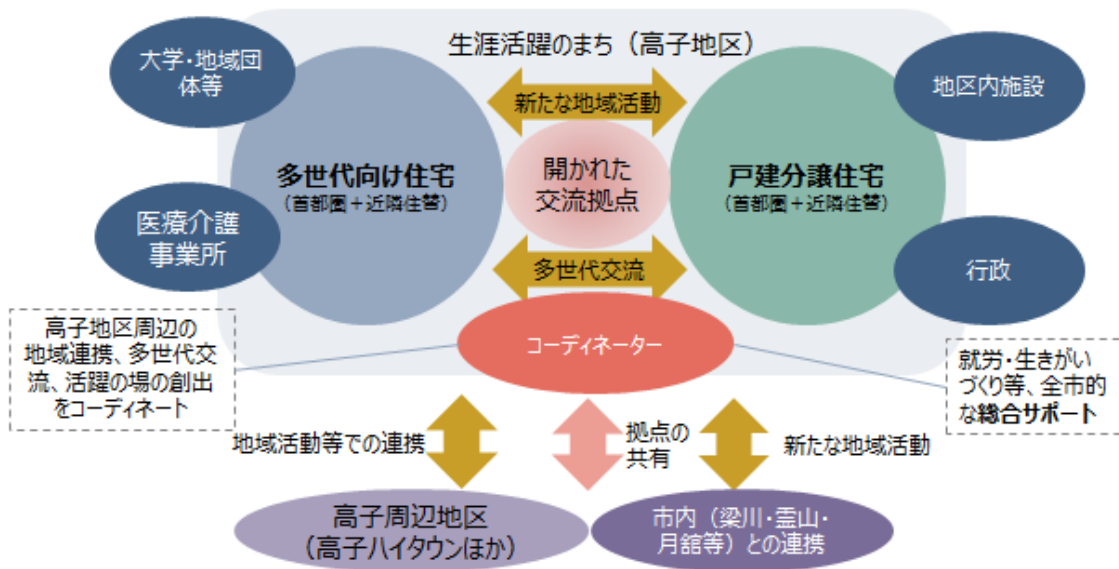 生涯活躍のまち（高子地区）
大学・地域団
体等
地区内施設
新たな地域活動
多世代向け住宅
（首都圏＋近隣住替）
開かれた
交流拠点
戸建分譲住宅
（首都圏＋近隣住替）
医療介護
事業所
行政
多世代交流
コーディネーター
高子地区周辺の
地域連携、多世代交
流、活躍の場の創出
をコーディネート
就労・生きがい
づくり等、全市的
な総合サポート
地域活動等での連携
拠点の
共有
新たな地域活動
高子周辺地区
（高子ハイタウンほか）
市内（梁川・霊山・
月舘等）との連携